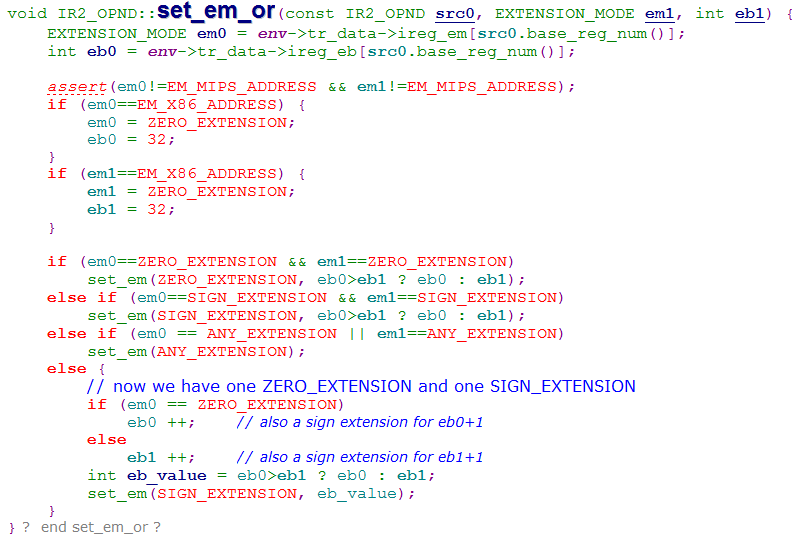 void IR2_OPND::set_em_or(const IR2_OPND src0, EXTENSION_MODE em1, int eb1) {
    EXTENSION_MODE em0 = env->tr_data->ireg_em[src0.base_reg_num()];
    int eb0 = env->tr_data->ireg_eb[src0.base_reg_num()];

    assert(em0!=EM_MIPS_ADDRESS && em1!=EM_MIPS_ADDRESS);
    if (em0==EM_X86_ADDRESS) {
        em0 = ZERO_EXTENSION;
        eb0 = 32;
    }
    if (em1==EM_X86_ADDRESS) {
        em1 = ZERO_EXTENSION;
        eb1 = 32;
    }

    if (em0==ZERO_EXTENSION && em1==ZERO_EXTENSION)
        set_em(ZERO_EXTENSION, eb0>eb1 ? eb0 : eb1);
    else if (em0==SIGN_EXTENSION && em1==SIGN_EXTENSION)
        set_em(SIGN_EXTENSION, eb0>eb1 ? eb0 : eb1);
    else if (em0 == ANY_EXTENSION || em1==ANY_EXTENSION)
        set_em(ANY_EXTENSION);
    else {
        // now we have one ZERO_EXTENSION and one SIGN_EXTENSION
        if (em0 == ZERO_EXTENSION)
            eb0 ++;    // also a sign extension for eb0+1
        else
            eb1 ++;    // also a sign extension for eb1+1
        int eb_value = eb0>eb1 ? eb0 : eb1;
        set_em(SIGN_EXTENSION, eb_value);
    }
} ? end set_em_or ?